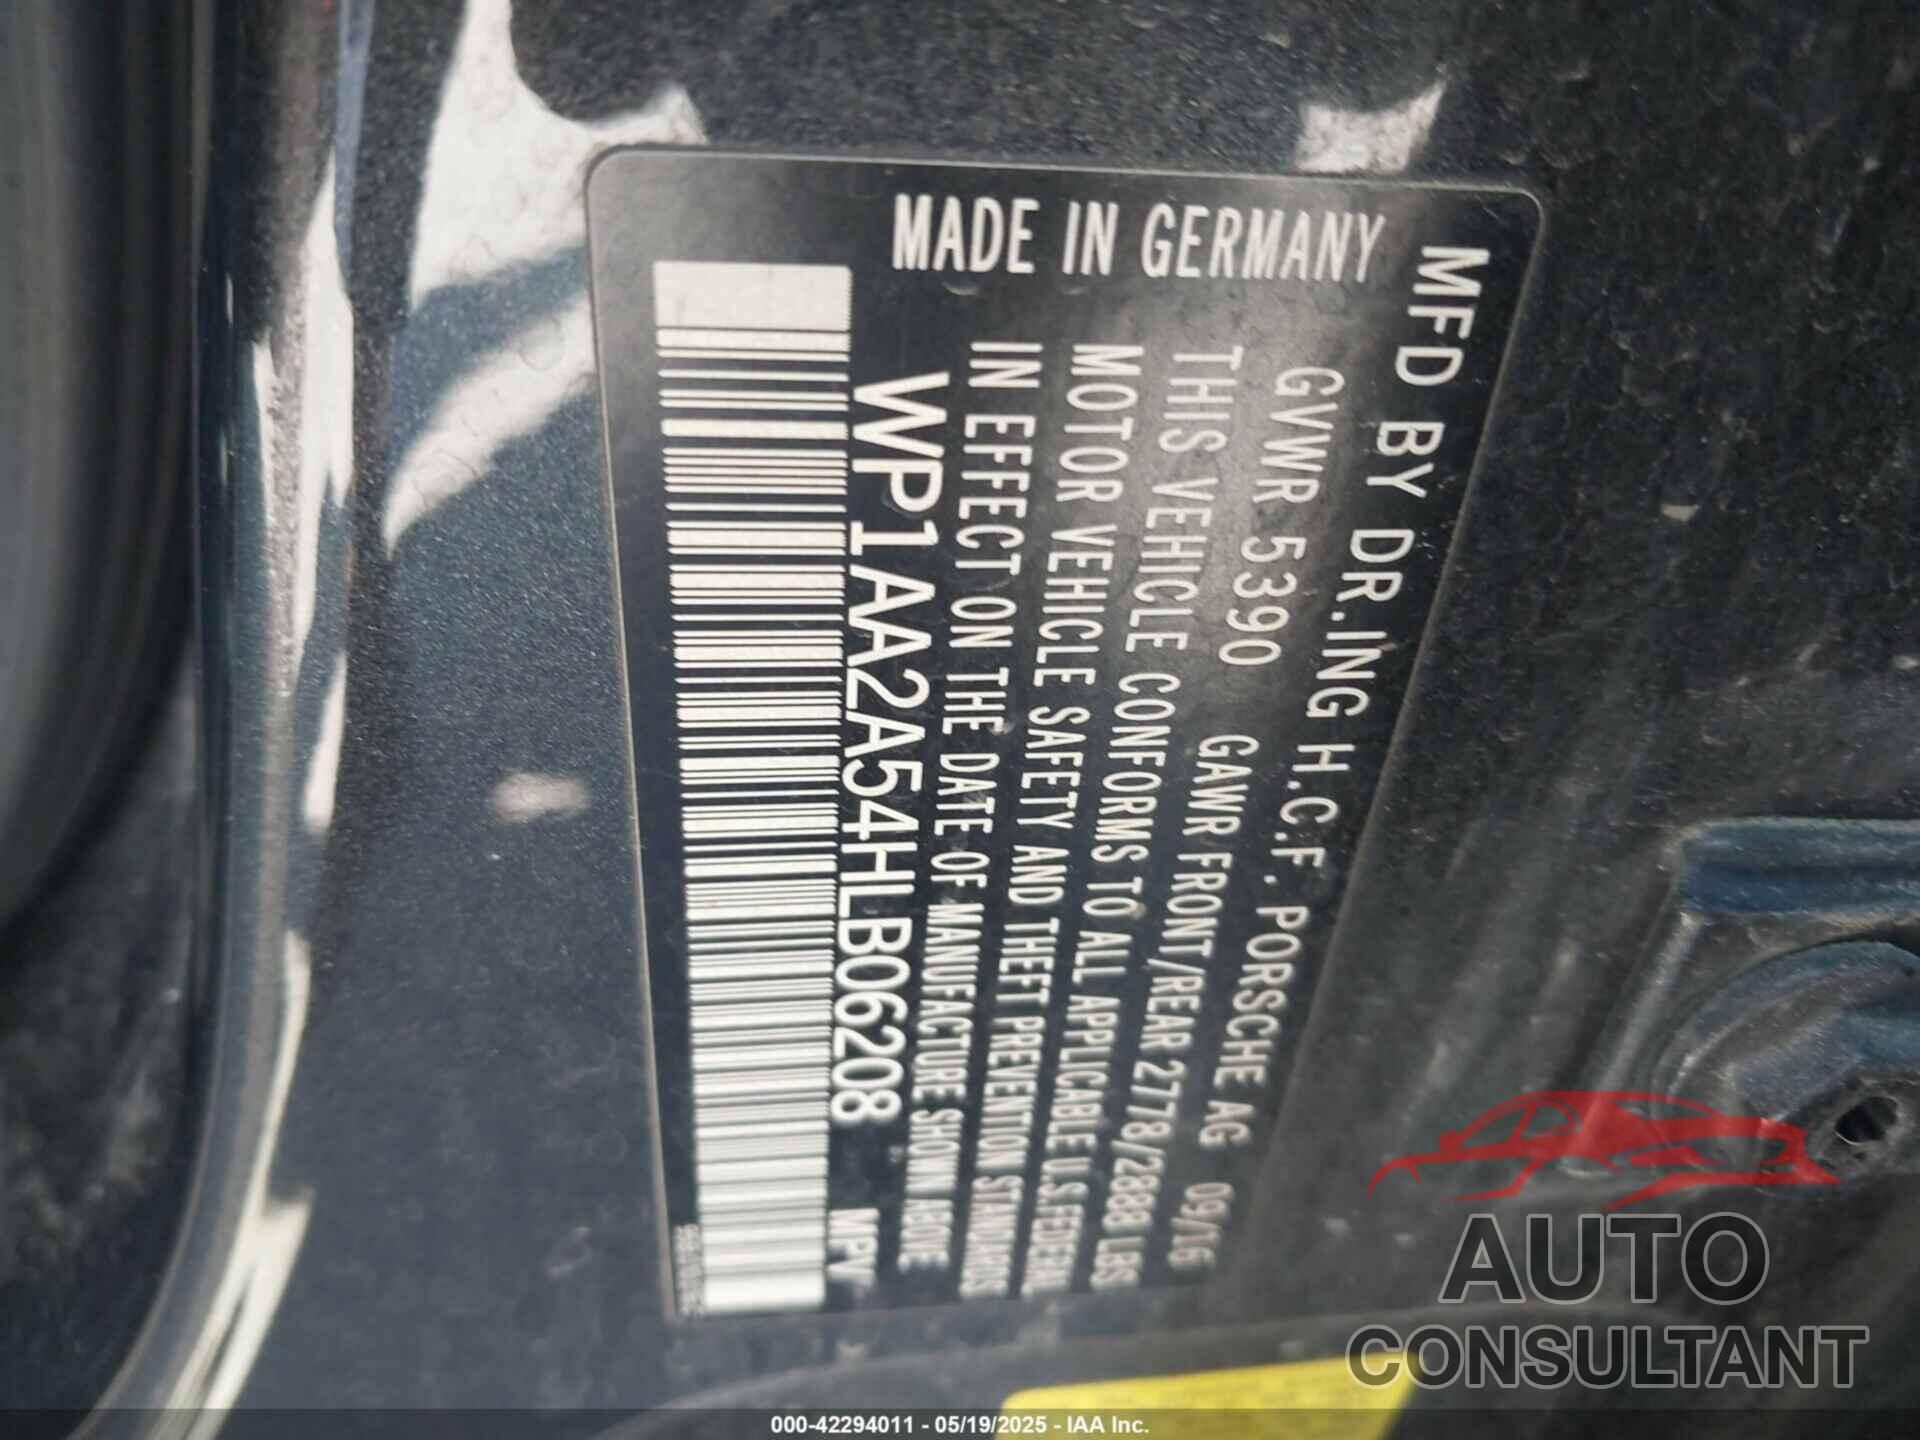 MFD BY DR.ING H.C.F. PORSCHE AG 09/16
GVWR 5390 GAWR FRONT/REAR 2778/2888 LBS
THIS VEHICLE CONFORMS TO ALL APPLICABLE U.S.FEDERAL
MOTOR VEHICLE SAFETY AND THEFT PREVENTION STANDARDS
IN EFFECT ON THE DATE OF MANUFACTURE SHOWN ABOVE
WP1AA2A54HLB06208 MPV
MADE IN GERMANY
AUTO
CONSULTANT
000-42294011 - 05/19/2025 - IAA Inc.